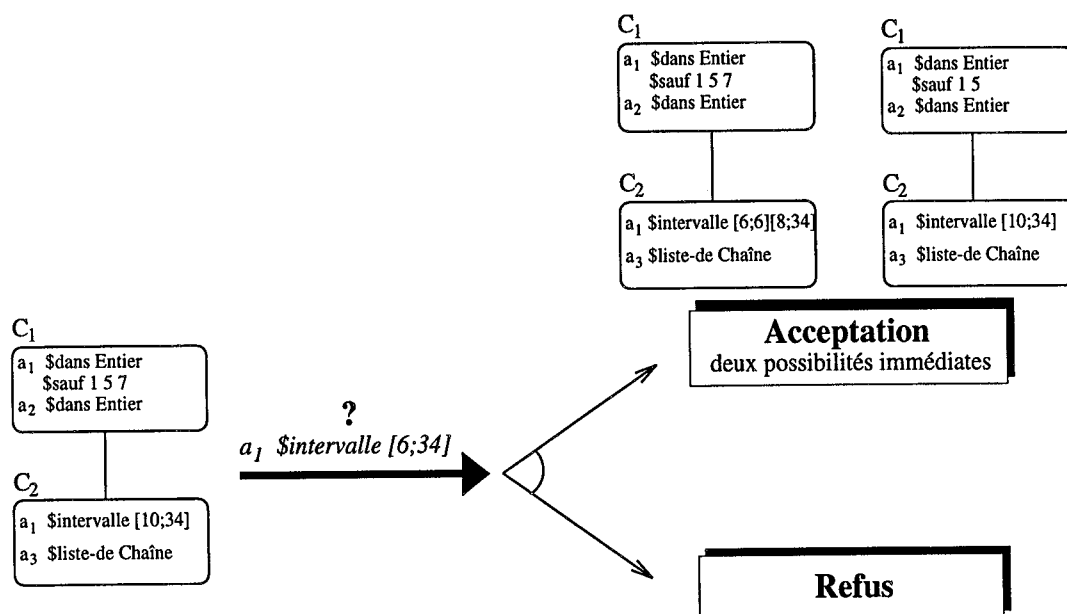 C1
a1 $dans Entier
$sauf 1 5 7
a2 $dans Entier
C2
a1 $intervalle [10;34]
a3 $liste-de Chaîne
?
a1 $intervalle [6;34]
C1
a1 $dans Entier
$sauf 1 5 7
a2 $dans Entier
C2
a1 $intervalle [6;6][8;34]
a3 $liste-de Chaîne
C1
a1 $dans Entier
$sauf 1 5
a2 $dans Entier
C2
a1 $intervalle [10;34]
a3 $liste-de Chaîne
Acceptation
deux possibilités immédiates
Refus